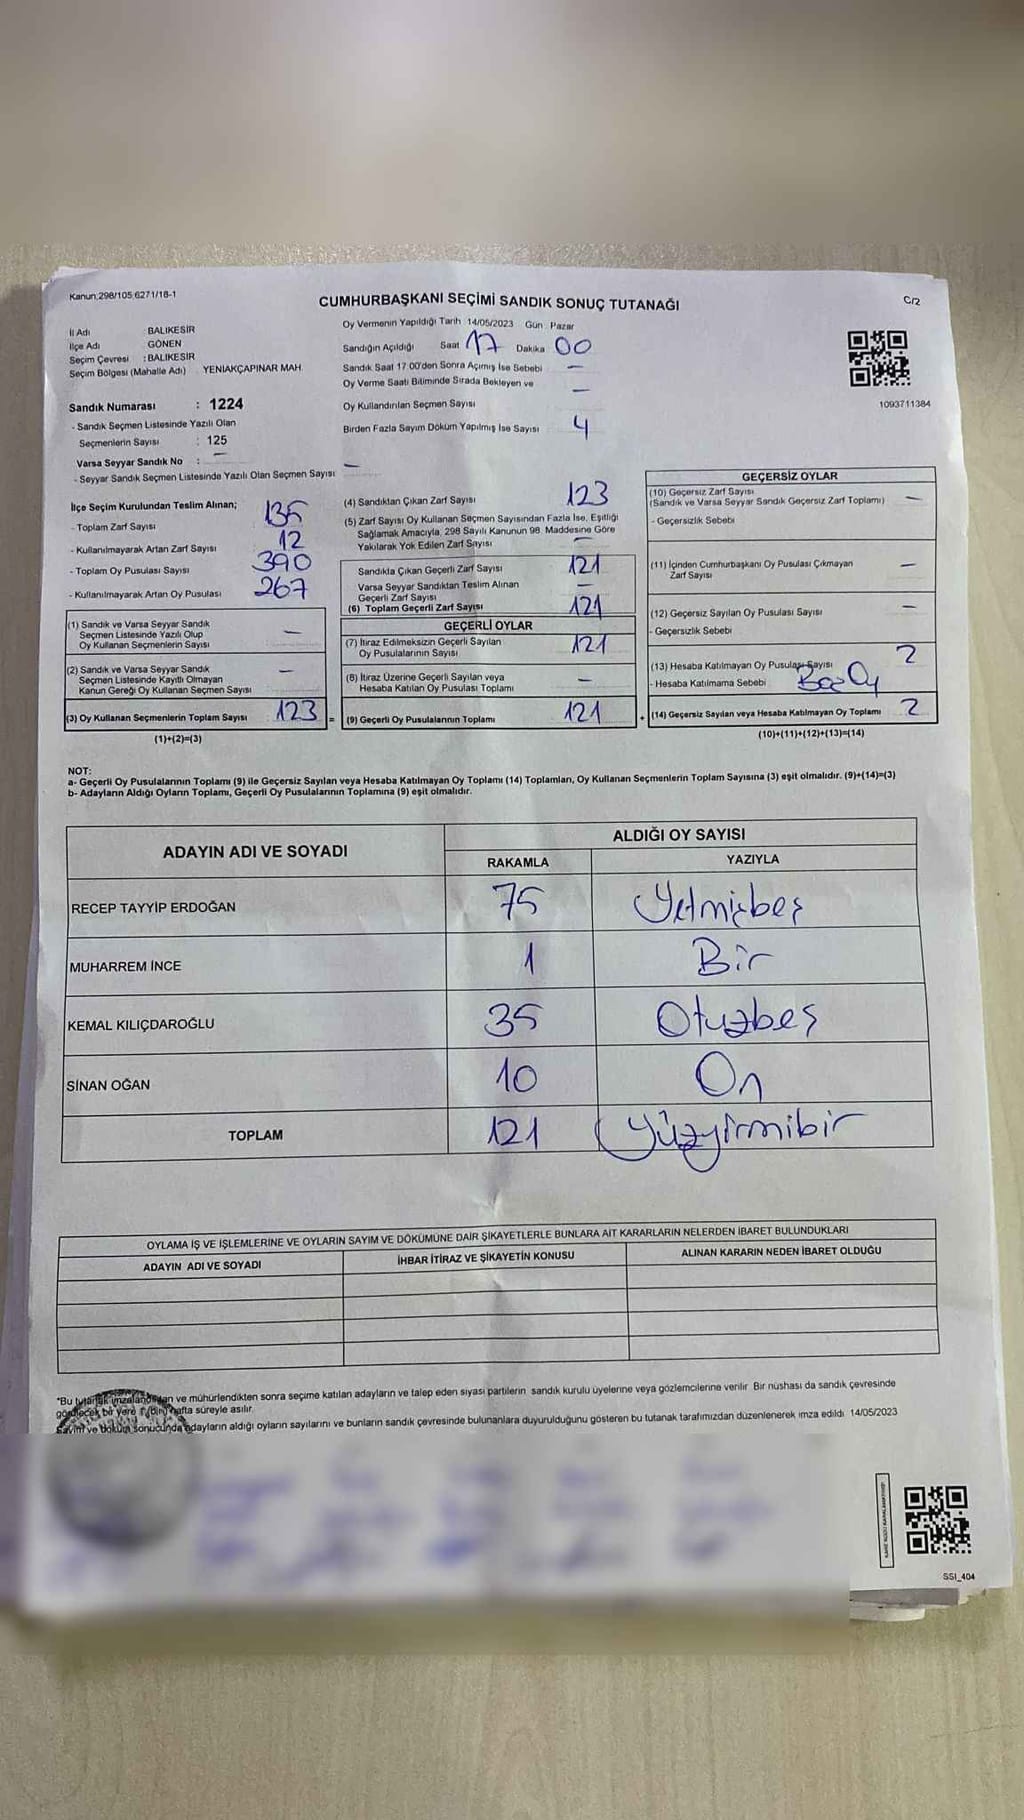 Kanun;298/105;6271/16-1
CUMHURBAŞKANI SEÇİMİ SANDIK SONUÇ TUTANAĞI
C/2
İl Adı : BALIKESİR
İlçe Adı : GÖNEN
Seçim Çevresi : BALIKESİR
Seçim Bölgesi (Mahalle Adı) : YENİAKÇAPINAR MAH.
Sandık Numarası : 1224
- Sandık Seçmen Listesinde Yazılı Olan
Seçmenlerin Sayısı : 125
Varsa Seyyar Sandık No : —
- Seyyar Sandık Seçmen Listesinde Yazılı Olan Seçmen Sayısı —
Oy Vermenin Yapıldığı Tarih : 14/05/2023 Gün : Pazar
Sandığın Açıldığı Saat 17 Dakika 00
Sandık Saat 17:00'den Sonra Açımış İse Sebebi —
Oy Verme Saati Bitiminde Sırada Bekleyen ve
Oy Kullandırılan Seçmen Sayısı —
Birden Fazla Sayım Döküm Yapılmış İse Sayısı 4
1093711384
İlçe Seçim Kurulundan Teslim Alınan;
- Toplam Zarf Sayısı 135
- Kullanılmayarak Artan Zarf Sayısı 12
- Toplam Oy Pusulası Sayısı 390
- Kullanılmayarak Artan Oy Pusulası 267
(1) Sandık ve Varsa Seyyar Sandık
Seçmen Listesinde Yazılı Olup
Oy Kullanan Seçmenlerin Sayısı —
(2) Sandık ve Varsa Seyyar Sandık
Seçmen Listesinde Kayıtlı Olmayan
Kanun Gereği Oy Kullanan Seçmen Sayısı —
(3) Oy Kullanan Seçmenlerin Toplam Sayısı 123 =
(1)+(2)=(3)
(4) Sandıktan Çıkan Zarf Sayısı 123
(5) Zarf Sayısı Oy Kullanan Seçmen Sayısından Fazla İse, Eşitliği
Sağlamak Amacıyla, 298 Sayılı Kanunun 98. Maddesine Göre
Yakılarak Yok Edilen Zarf Sayısı —
Sandıkla Çıkan Geçerli Zarf Sayısı 121
Varsa Seyyar Sandıktan Teslim Alınan
Geçerli Zarf Sayısı —
(6) Toplam Geçerli Zarf Sayısı 121
GEÇERLİ OYLAR
(7) İtiraz Edilmeksizin Geçerli Sayılan
Oy Pusulalarının Sayısı 121
(8) İtiraz Üzerine Geçerli Sayılan veya
Hesaba Katılan Oy Pusulası Toplamı —
(9) Geçerli Oy Pusulalarının Toplamı 121 +
GEÇERSİZ OYLAR
(10) Geçersiz Zarf Sayısı
(Sandık ve Varsa Seyyar Sandık Geçersiz Zarf Toplamı) —
- Geçersizlik Sebebi
(11) İçinden Cumhurbaşkanı Oy Pusulası Çıkmayan
Zarf Sayısı —
(12) Geçersiz Sayılan Oy Pusulası Sayısı —
- Geçersizlik Sebebi
(13) Hesaba Katılmayan Oy Pusulası Sayısı 2
- Hesaba Katılmama Sebebi Boş Oy
(14) Geçersiz Sayılan veya Hesaba Katılmayan Oy Toplamı 2
(10)+(11)+(12)+(13)=(14)
NOT:
a- Geçerli Oy Pusulalarının Toplamı (9) ile Geçersiz Sayılan veya Hesaba Katılmayan Oy Toplamı (14) Toplamları, Oy Kullanan Seçmenlerin Toplam Sayısına (3) eşit olmalıdır. (9)+(14)=(3)
b- Adayların Aldığı Oyların Toplamı, Geçerli Oy Pusulalarının Toplamına (9) eşit olmalıdır.
ADAYIN ADI VE SOYADI
ALDIĞI OY SAYISI
RAKAMLA YAZIYLA
RECEP TAYYİP ERDOĞAN 75 Yetmişbeş
MUHARREM İNCE 1 Bir
KEMAL KILIÇDAROĞLU 35 Otuzbeş
SİNAN OĞAN 10 On
TOPLAM 121 Yüzyirmibir
OYLAMA İŞ VE İŞLEMLERİNE VE OYLARIN SAYIM VE DÖKÜMÜNE DAİR ŞİKAYETLERLE BUNLARA AİT KARARLARIN NELERDEN İBARET BULUNDUKLARI
ADAYIN ADI VE SOYADI İHBAR İTİRAZ VE ŞİKAYETİN KONUSU ALINAN KARARIN NEDEN İBARET OLDUĞU
*Bu tutanak imzalandıktan ve mühürlendikten sonra seçime katılan adayların ve talep eden siyasi partilerin sandık kurulu üyelerine veya gözlemcilerine verilir. Bir nüshası da sandık çevresinde
görülecek bir yere 1 (bir) hafta süreyle asılır.
Sayım ve döküm sonucunda adayların aldığı oyların sayılarını ve bunların sandık çevresinde bulunanlara duyurulduğunu gösteren bu tutanak tarafımızdan düzenlenerek imza edildi. 14/05/2023
SSI_404